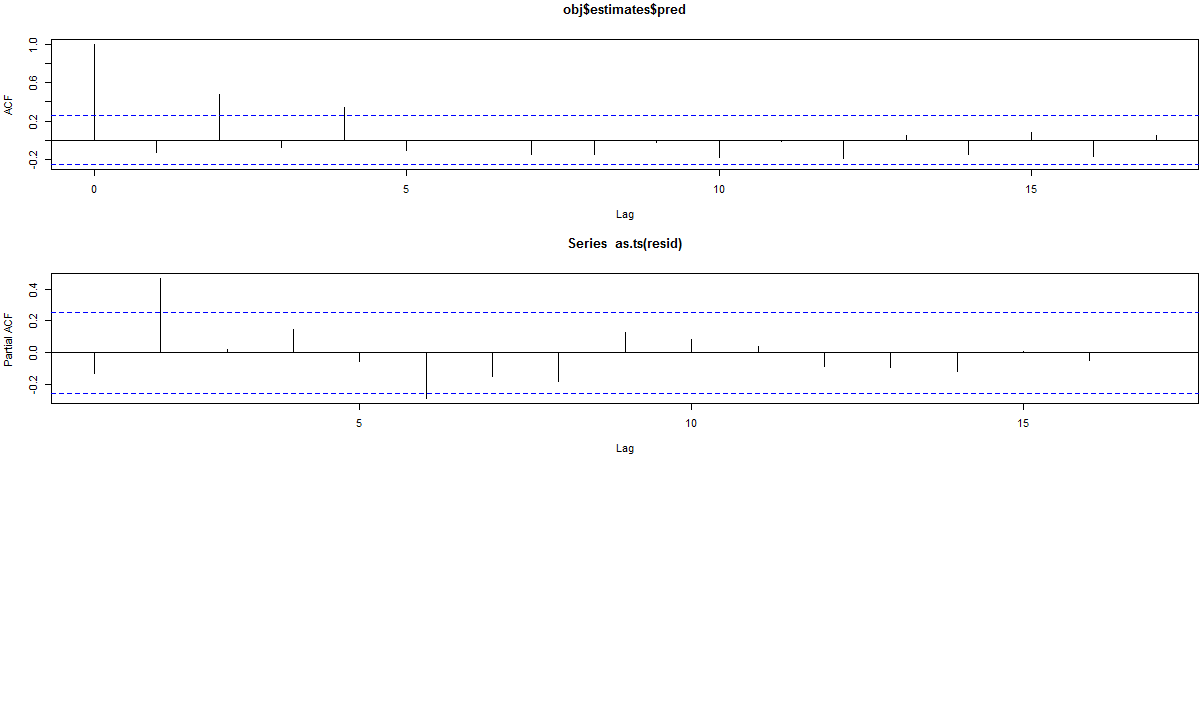 obj$estimates$pred
ACF
1.0
0.6
0.2
-0.2
0 5 10 15
Lag
Series as.ts(resid)
Partial ACF
0.4
0.2
0.0
-0.2
5 10 15
Lag